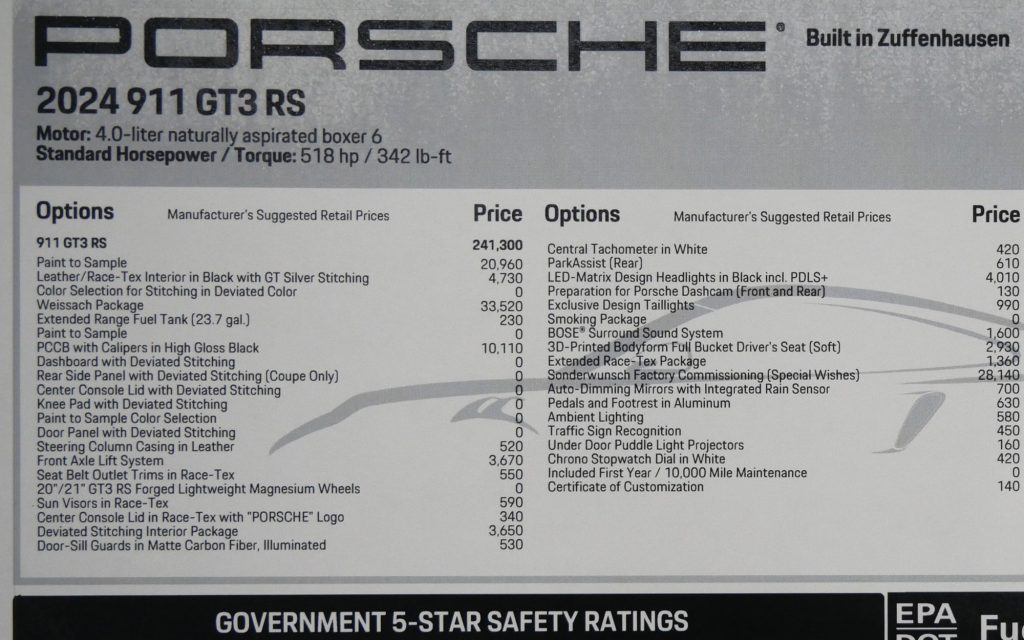 PORSCHE® Built in Zuffenhausen
2024 911 GT3 RS
Motor: 4.0-liter naturally aspirated boxer 6
Standard Horsepower / Torque: 518 hp / 342 lb-ft
Options Manufacturer's Suggested Retail Prices Price
911 GT3 RS 241,300
Paint to Sample 20,960
Leather/Race-Tex Interior in Black with GT Silver Stitching 4,730
Color Selection for Stitching in Deviated Color 0
Weissach Package 33,520
Extended Range Fuel Tank (23.7 gal.) 230
Paint to Sample 0
PCCB with Calipers in High Gloss Black 10,110
Dashboard with Deviated Stitching 0
Rear Side Panel with Deviated Stitching (Coupe Only) 0
Center Console Lid with Deviated Stitching 0
Knee Pad with Deviated Stitching 0
Paint to Sample Color Selection 0
Door Panel with Deviated Stitching 0
Steering Column Casing in Leather 520
Front Axle Lift System 3,670
Seat Belt Outlet Trims in Race-Tex 550
20"/21" GT3 RS Forged Lightweight Magnesium Wheels 0
Sun Visors in Race-Tex 590
Center Console Lid in Race-Tex with "PORSCHE" Logo 340
Deviated Stitching Interior Package 3,650
Door-Sill Guards in Matte Carbon Fiber, Illuminated 530
Options Manufacturer's Suggested Retail Prices Price
Central Tachometer in White 420
ParkAssist (Rear) 610
LED-Matrix Design Headlights in Black incl. PDLS+ 4,010
Preparation for Porsche Dashcam (Front and Rear) 130
Exclusive Design Taillights 990
Smoking Package 0
BOSE® Surround Sound System 1,600
3D-Printed Bodyform Full Bucket Driver's Seat (Soft) 2,930
Extended Race-Tex Package 1,360
Sonderwunsch Factory Commissioning (Special Wishes) 28,140
Auto-Dimming Mirrors with Integrated Rain Sensor 700
Pedals and Footrest in Aluminum 630
Ambient Lighting 580
Traffic Sign Recognition 450
Under Door Puddle Light Projectors 160
Chrono Stopwatch Dial in White 420
Included First Year / 10,000 Mile Maintenance 0
Certificate of Customization 140
GOVERNMENT 5-STAR SAFETY RATINGS
EPA
DOT